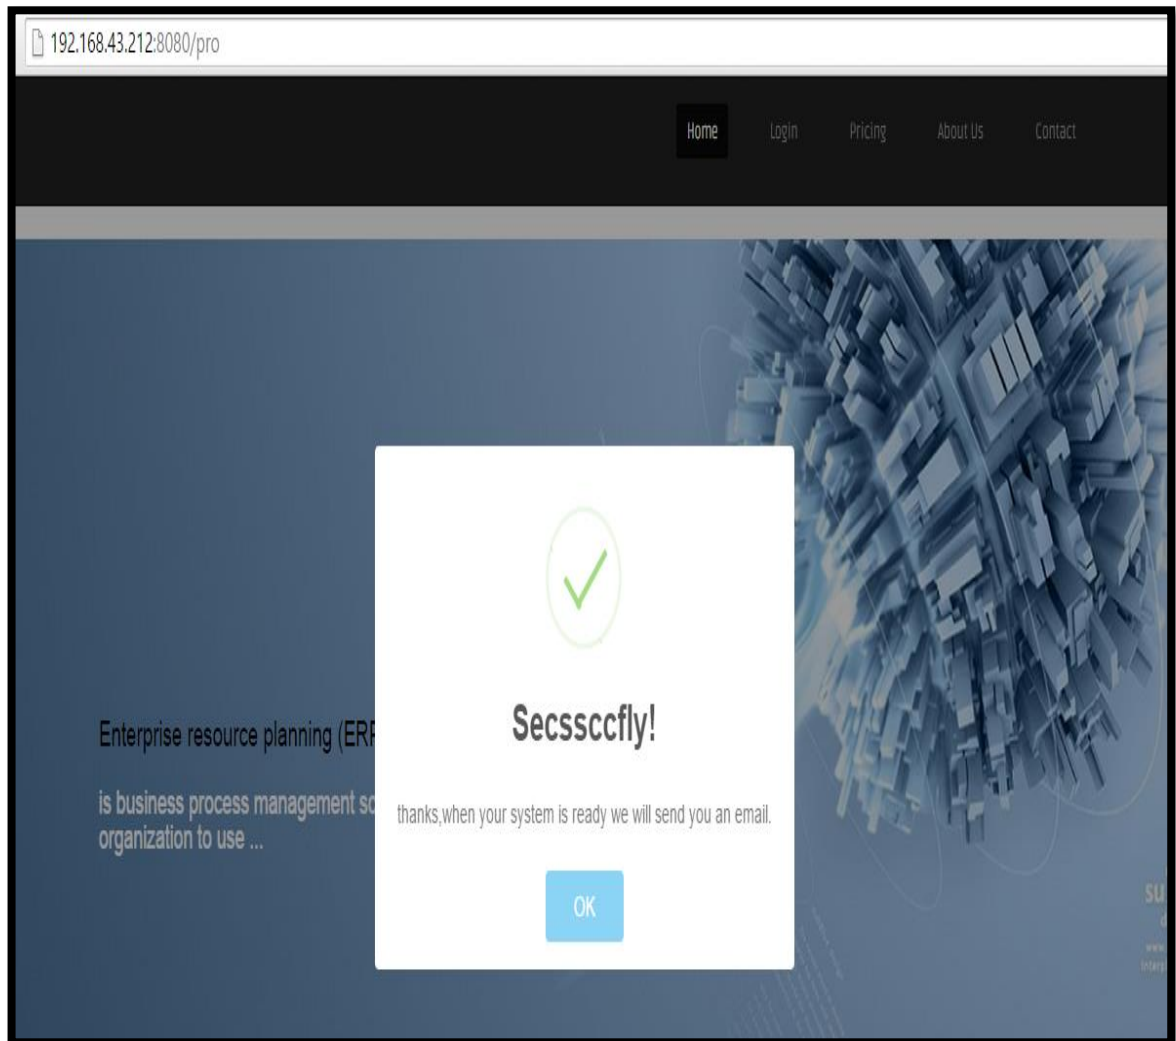 192.168.43.212:8080/pro
Home Login Pricing About Us Contact
Enterprise resource planning (ERP
is business process management so
organization to use ...
Secssccfly!
thanks,when your system is ready we will send you an email.
OK
su